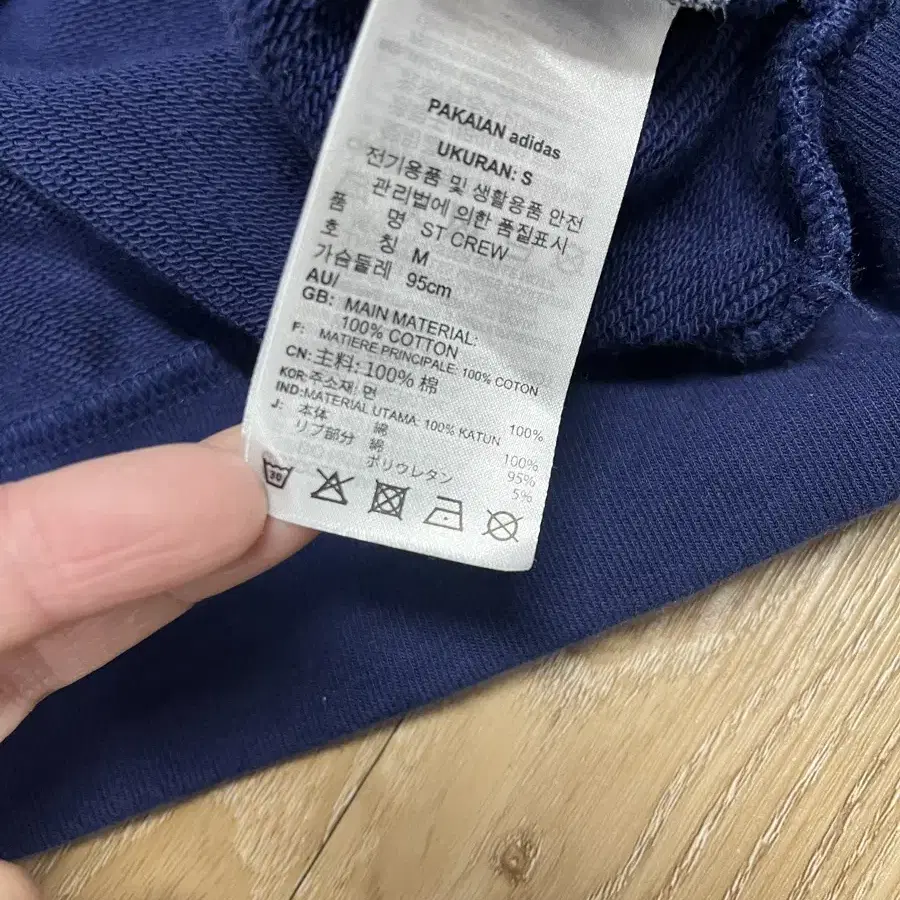 PAKAIAN adidas
UKURAN: S
전기용품 및 생활용품 안전
관리법에 의한 품질표시
품 명 ST CREW
호 칭 M
가슴둘레 95cm
AU/
GB: MAIN MATERIAL:
100% COTTON
F: MATIERE PRINCIPALE: 100% COTON
CN: 主料: 100% 棉
KOR: 주소재: 면 100%
IND: MATERIAL UTAMA: 100% KATUN
J: 本体 綿 100%
リブ部分 綿 95%
ポリウレタン 5%
30